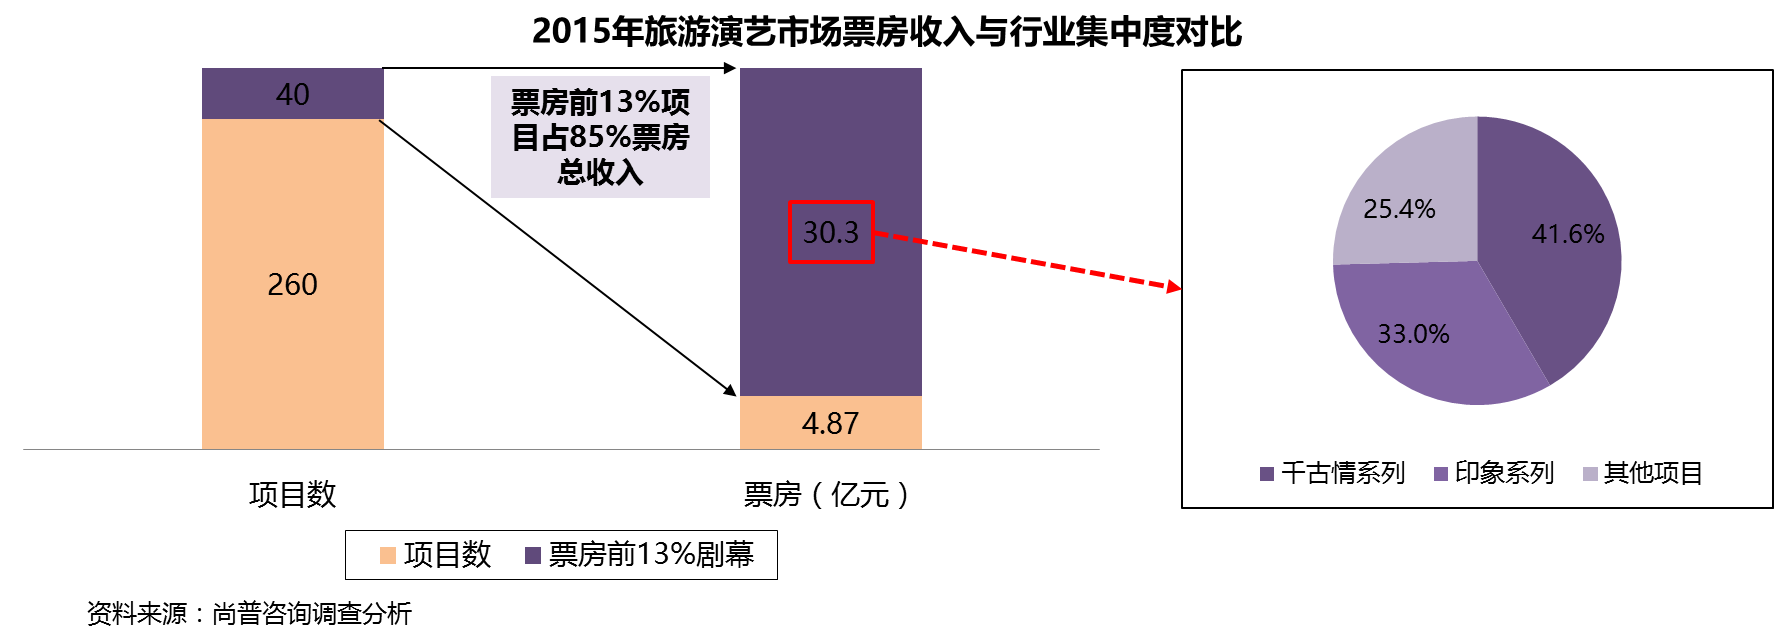 2015年旅游演艺市场票房收入与行业集中度对比
40
260
票房前13%项
目占85%票房
总收入
30.3
4.87
25.4%
41.6%
33.0%
千古情系列 印象系列 其他项目
项目数
票房（亿元）
项目数 票房前13%剧幕
资料来源：尚普咨询调查分析